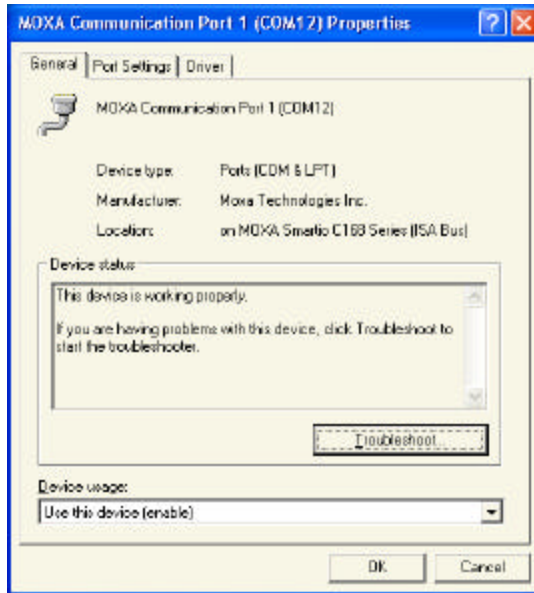 MOXA Communication Port 1 (COM12) Properties
General Port Settings Driver
MOXA Communication Port 1 (COM12)
Device type: Ports (COM & LPT)
Manufacturer: Moxa Technologies Inc.
Location: on MOXA Smartio C168 Series (ISA Bus)
Device status
This device is working properly.
If you are having problems with this device, click Troubleshoot to
start the troubleshooter.
Troubleshoot...
Device usage:
Use this device (enable)
OK Cancel